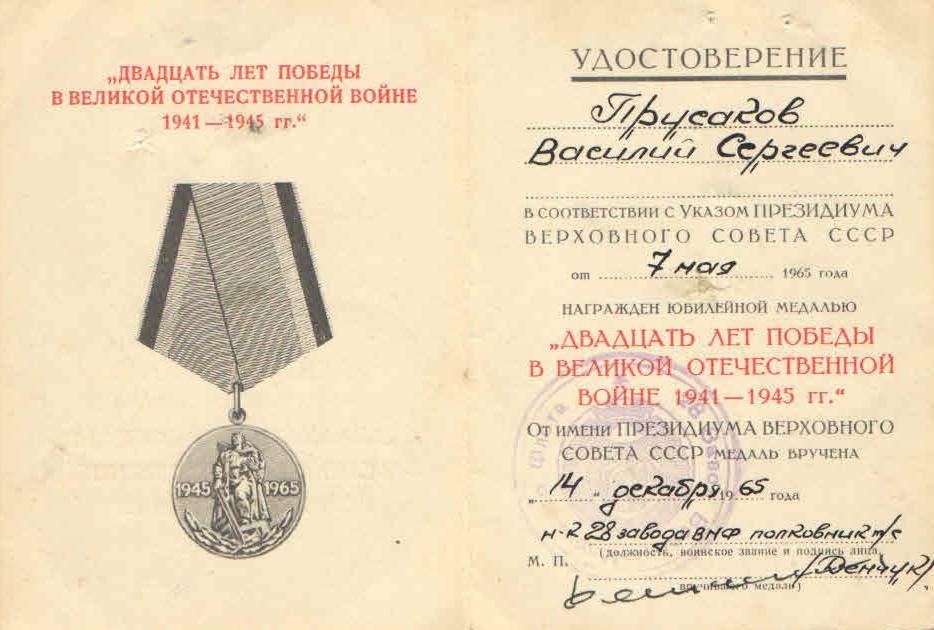 „ДВАДЦАТЬ ЛЕТ ПОБЕДЫ
В ВЕЛИКОЙ ОТЕЧЕСТВЕННОЙ ВОЙНЕ
1941—1945 гг.“
1945 1965
УДОСТОВЕРЕНИЕ
Прусаков
Василий Сергеевич
В СООТВЕТСТВИИ С УКАЗОМ ПРЕЗИДИУМА
ВЕРХОВНОГО СОВЕТА СССР
от 7 мая 1965 года
НАГРАЖДЕН ЮБИЛЕЙНОЙ МЕДАЛЬЮ
„ДВАДЦАТЬ ЛЕТ ПОБЕДЫ
В ВЕЛИКОЙ ОТЕЧЕСТВЕННОЙ
ВОЙНЕ 1941—1945 гг.“
От имени ПРЕЗИДИУМА ВЕРХОВНОГО
СОВЕТА СССР МЕДАЛЬ ВРУЧЕНА
„14“ декабря 1965 года
н-к 28 завода ВМФ полковник т/с
(должность, воинское звание и подпись лица,
М. П.
вручившего медаль)